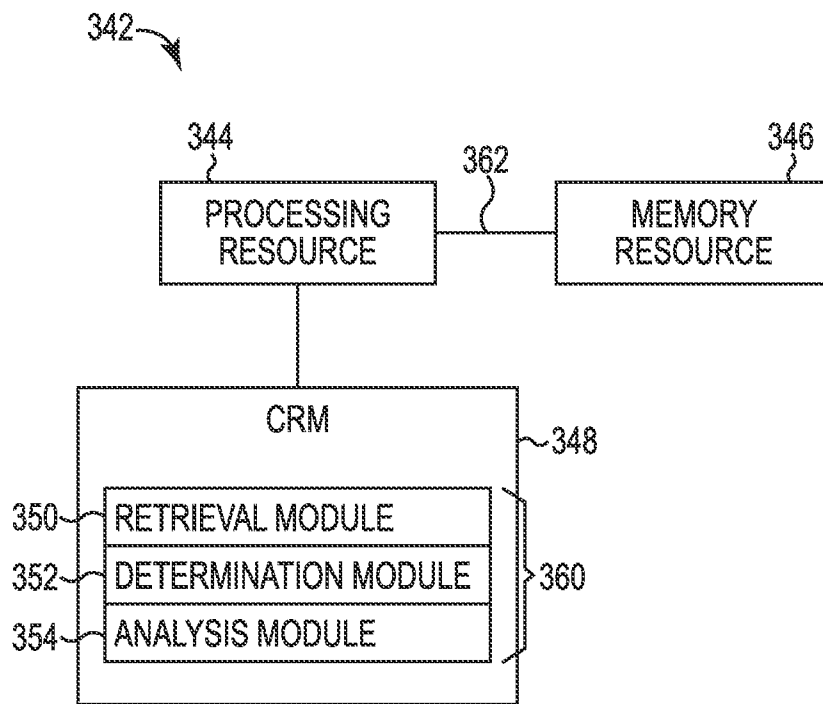 342
344
362
346
PROCESSING
RESOURCE
MEMORY
RESOURCE
CRM
348
350
RETRIEVAL MODULE
352
DETERMINATION MODULE
360
354
ANALYSIS MODULE